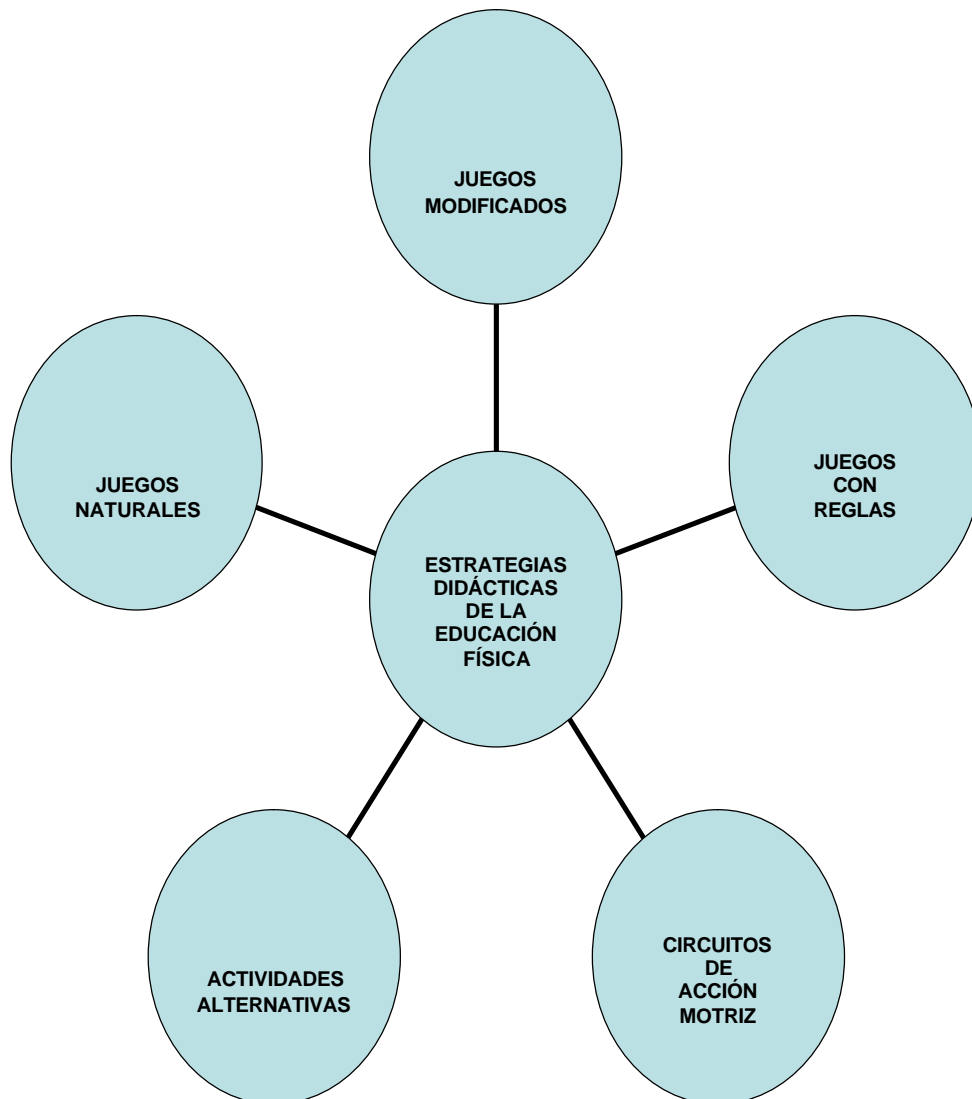 JUEGOS
MODIFICADOS
JUEGOS
NATURALES
JUEGOS
CON
REGLAS
ESTRATEGIAS
DIDÁCTICAS
DE LA
EDUCACIÓN
FÍSICA
ACTIVIDADES
ALTERNATIVAS
CIRCUITOS
DE
ACCIÓN
MOTRIZ